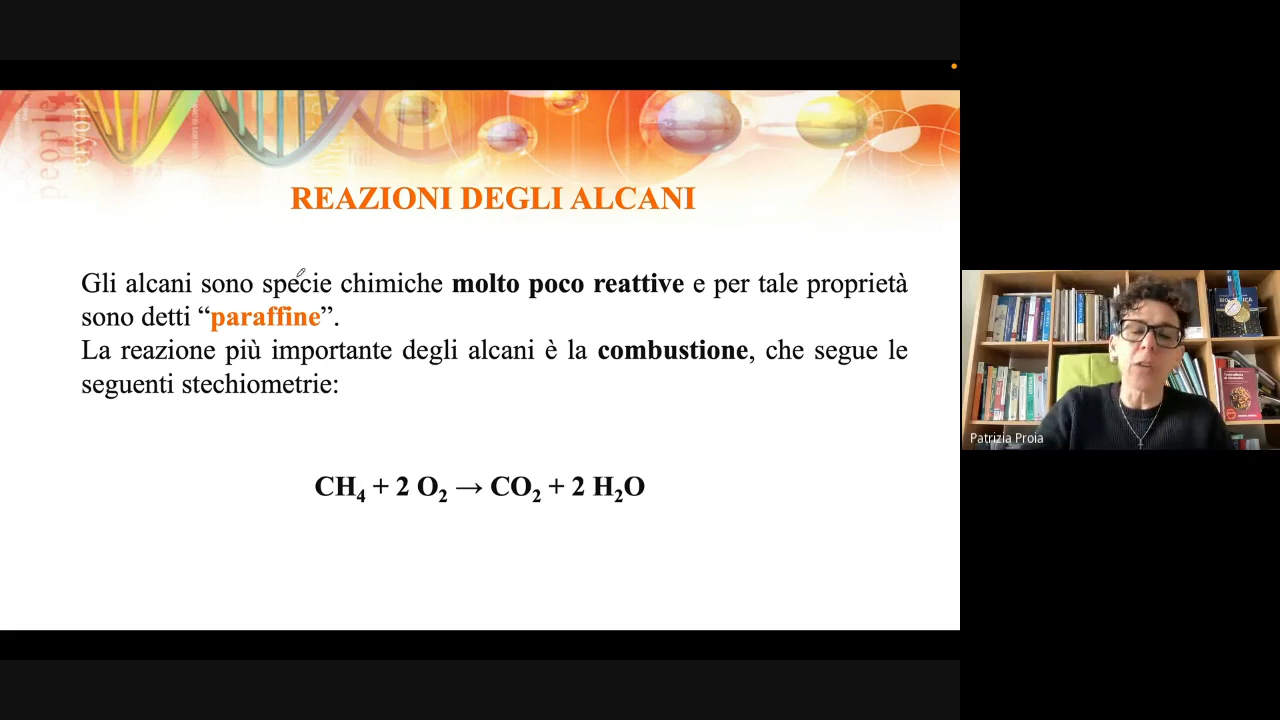 people
eryone
REAZIONI DEGLI ALCANI
Gli alcani sono specie chimiche molto poco reattive e per tale proprietà
sono detti “paraffine”.
La reazione più importante degli alcani è la combustione, che segue le
seguenti stechiometrie:
CH₄ + 2 O₂ → CO₂ + 2 H₂O
Patrizia Proia